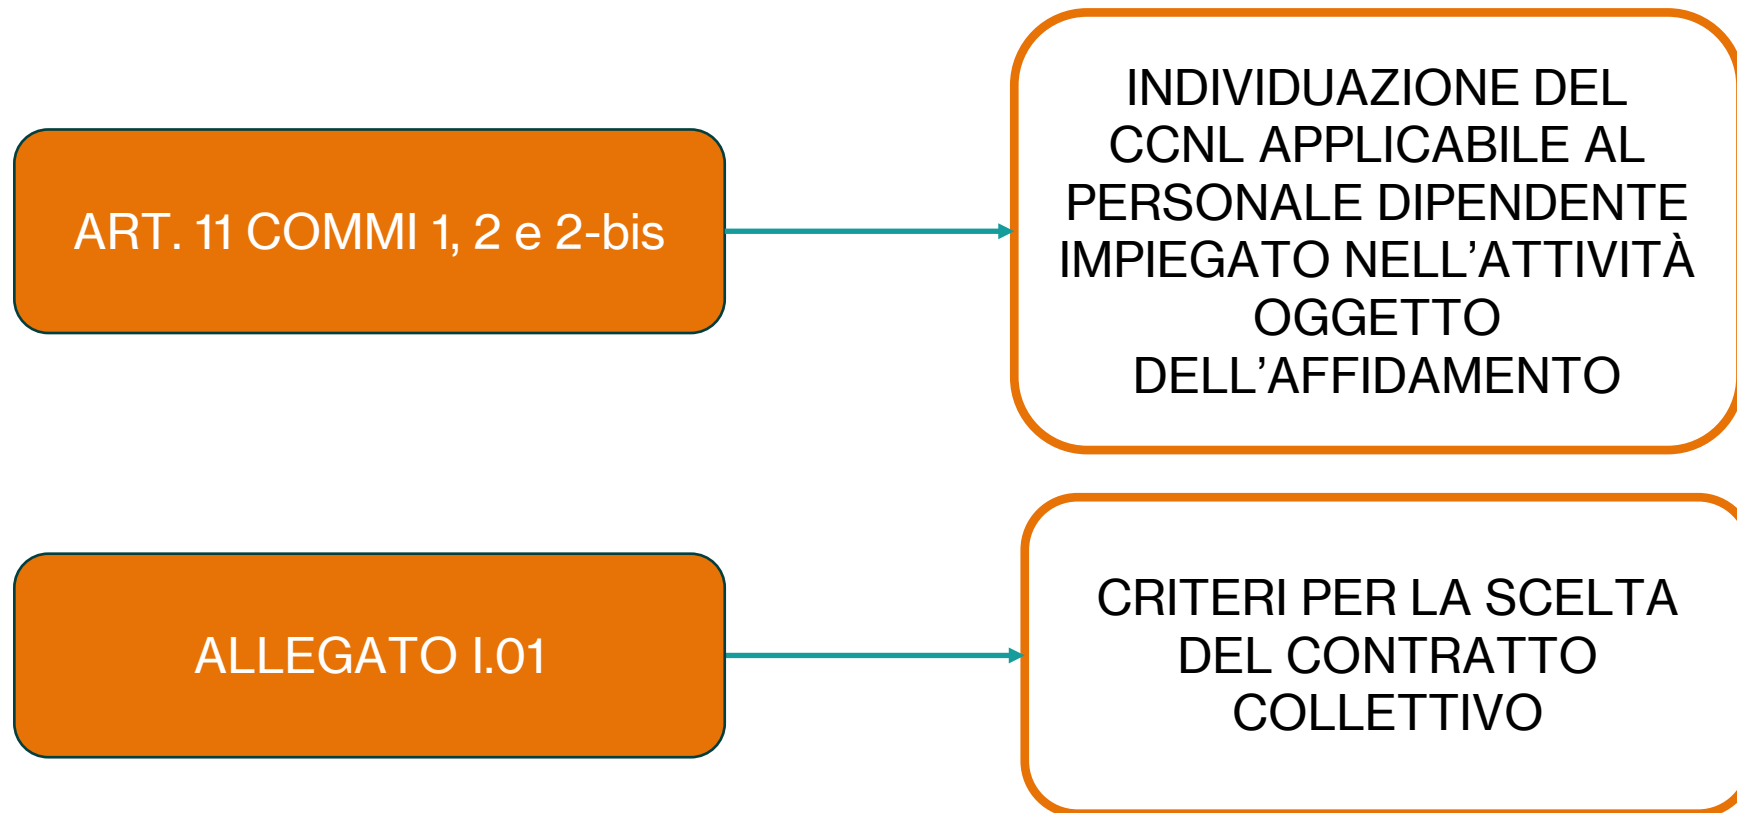 ART. 11 COMMI 1, 2 e 2-bis
INDIVIDUAZIONE DEL
CCNL APPLICABILE AL
PERSONALE DIPENDENTE
IMPIEGATO NELL’ATTIVITÀ
OGGETTO
DELL’AFFIDAMENTO
ALLEGATO I.01
CRITERI PER LA SCELTA
DEL CONTRATTO
COLLETTIVO